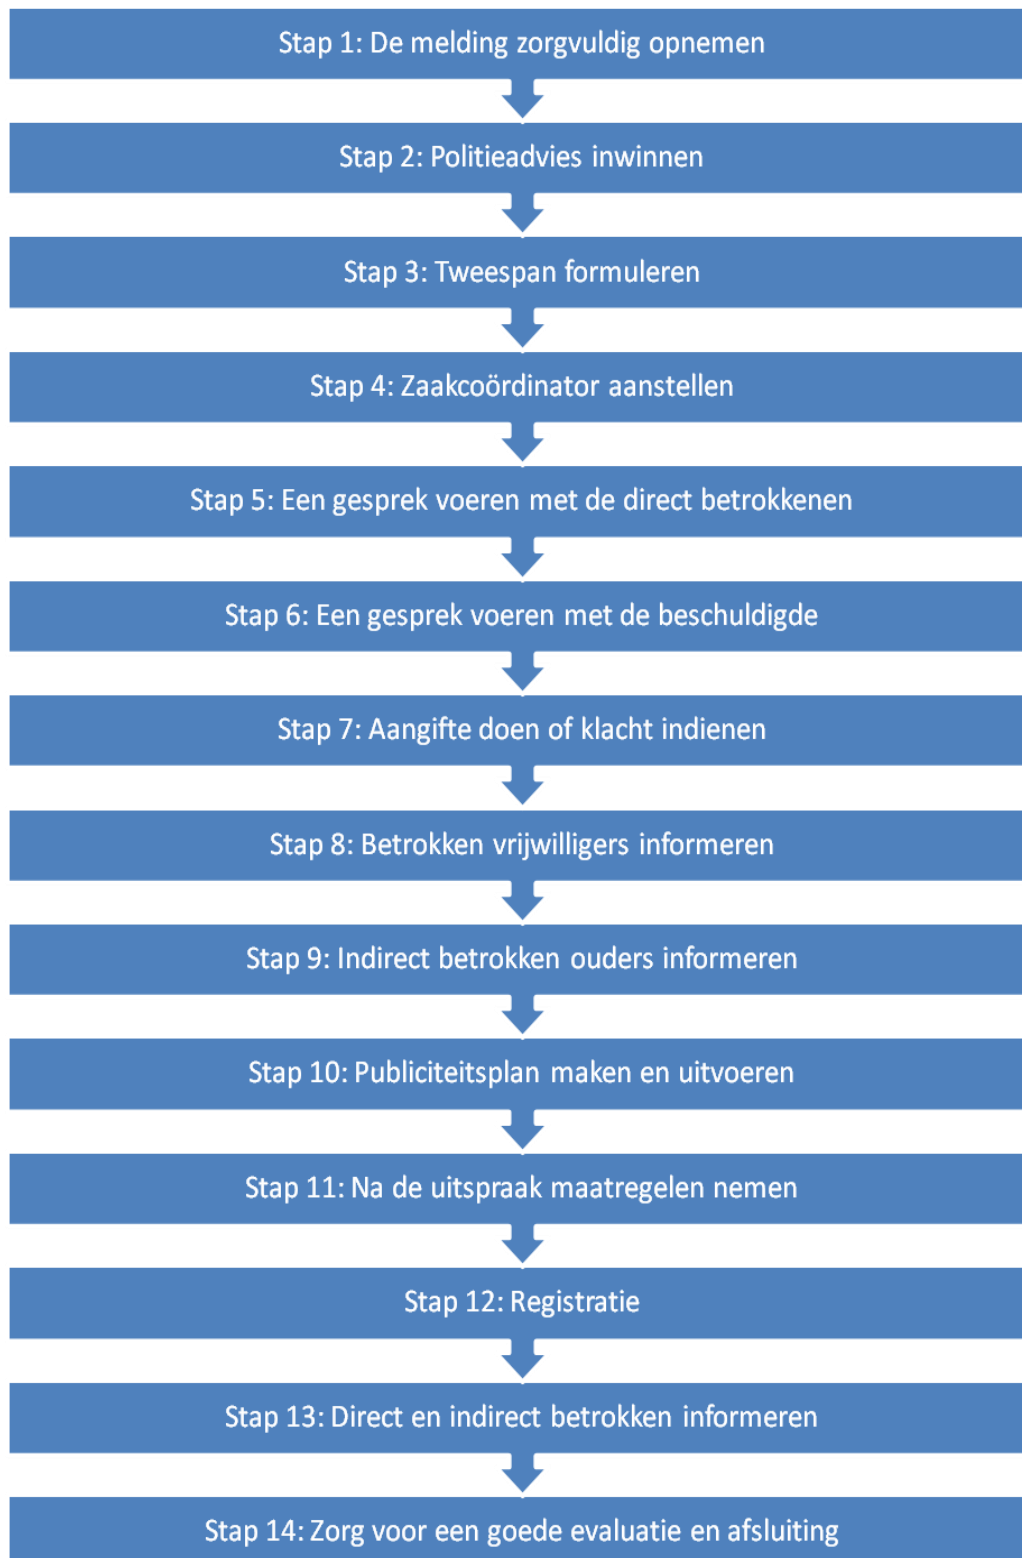 Stap 1: De melding zorgvuldig opnemen
Stap 2: Politieadvies inwinnen
Stap 3: Tweespan formuleren
Stap 4: Zaakcoördinator aanstellen
Stap 5: Een gesprek voeren met de direct betrokkenen
Stap 6: Een gesprek voeren met de beschuldigde
Stap 7: Aangifte doen of klacht indienen
Stap 8: Betrokken vrijwilligers informeren
Stap 9: Indirect betrokken ouders informeren
Stap 10: Publiciteitsplan maken en uitvoeren
Stap 11: Na de uitspraak maatregelen nemen
Stap 12: Registratie
Stap 13: Direct en indirect betrokken informeren
Stap 14: Zorg voor een goede evaluatie en afsluiting